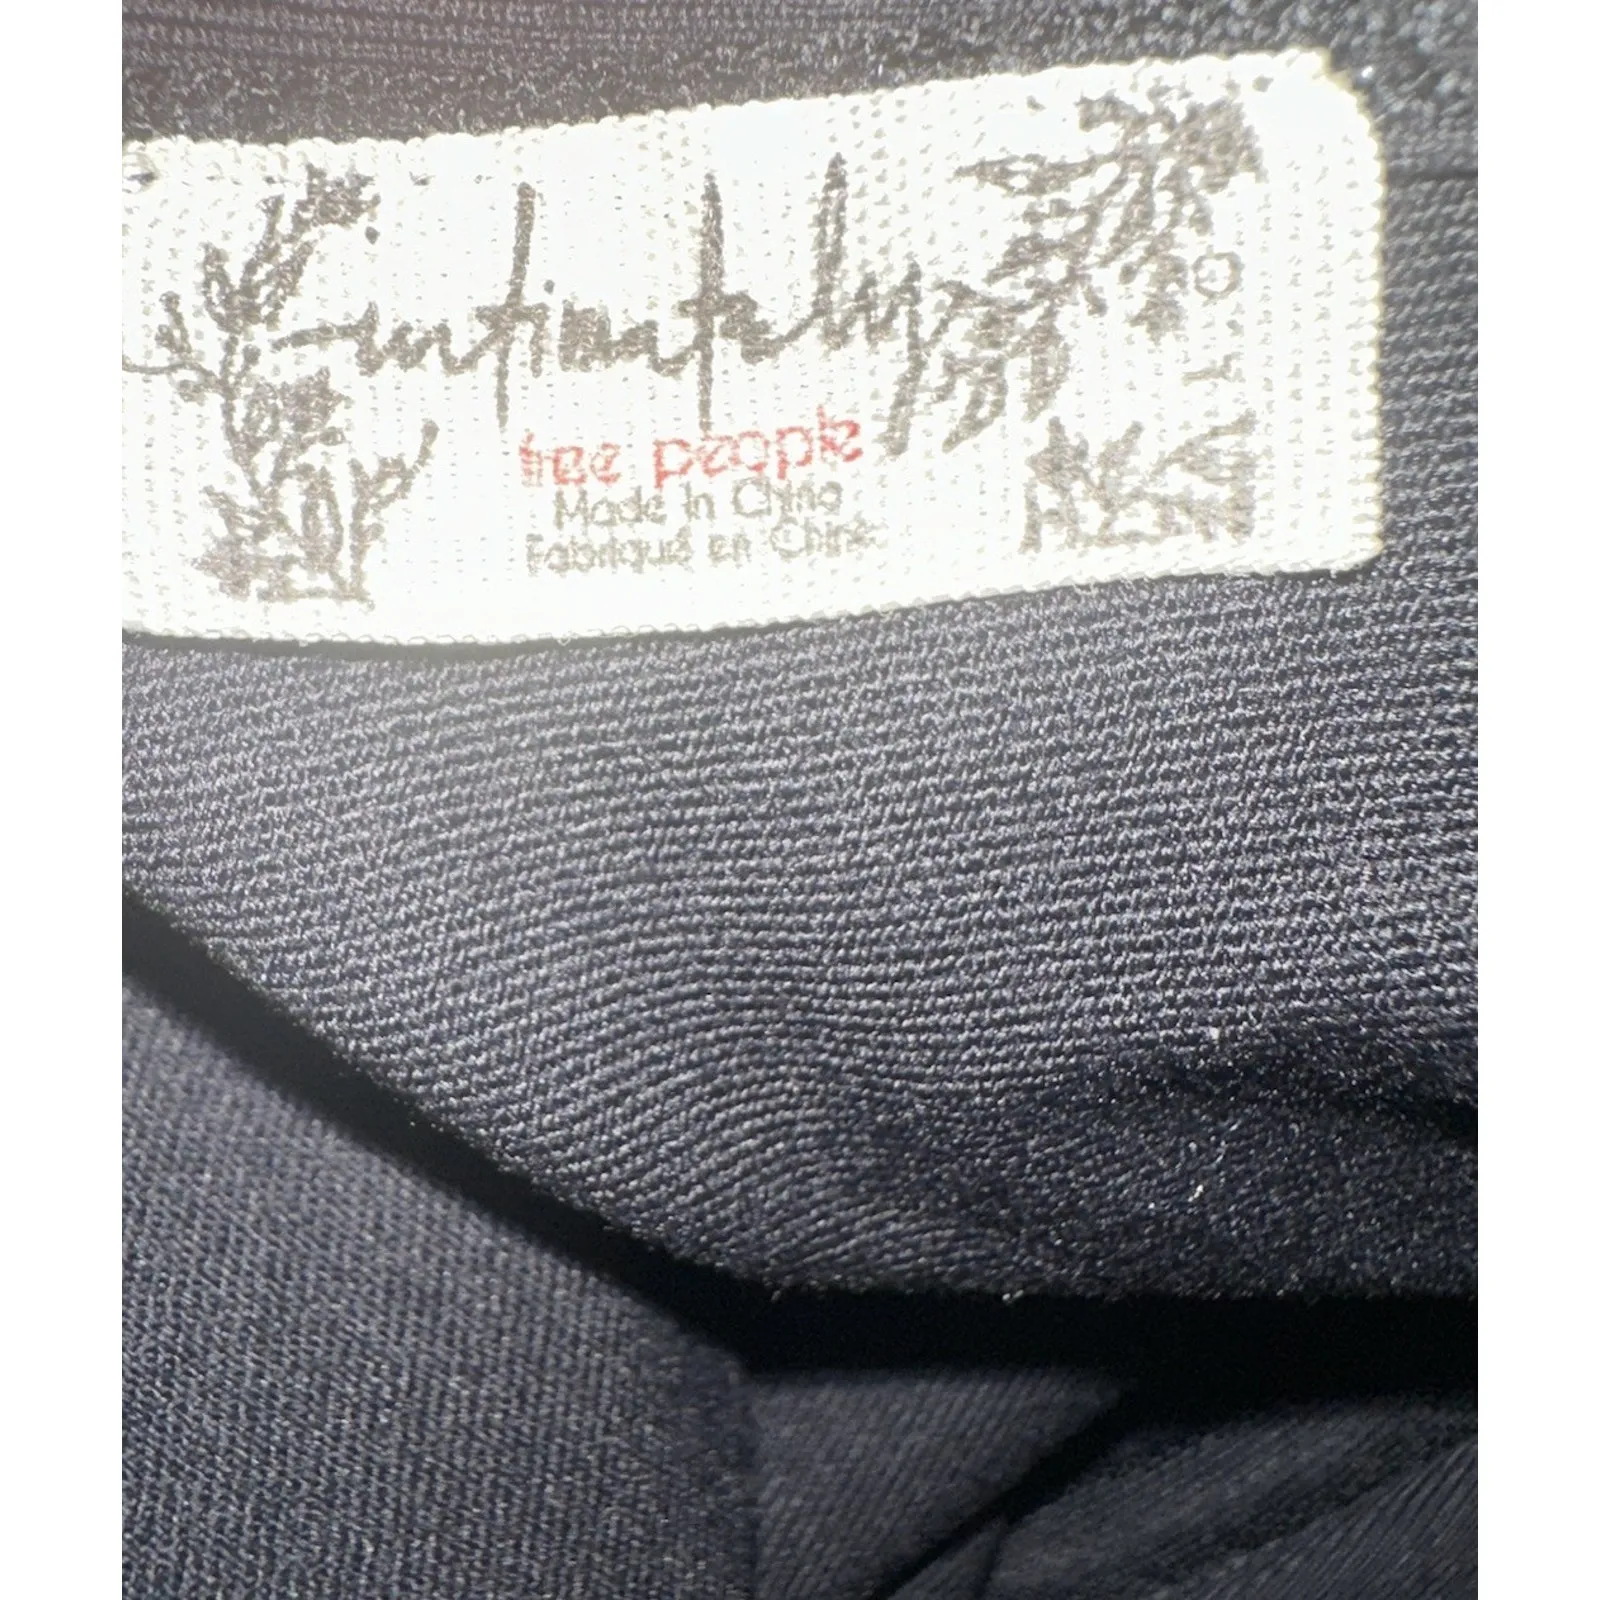 intimately
free people
Made in China
Fabriqué en Chine